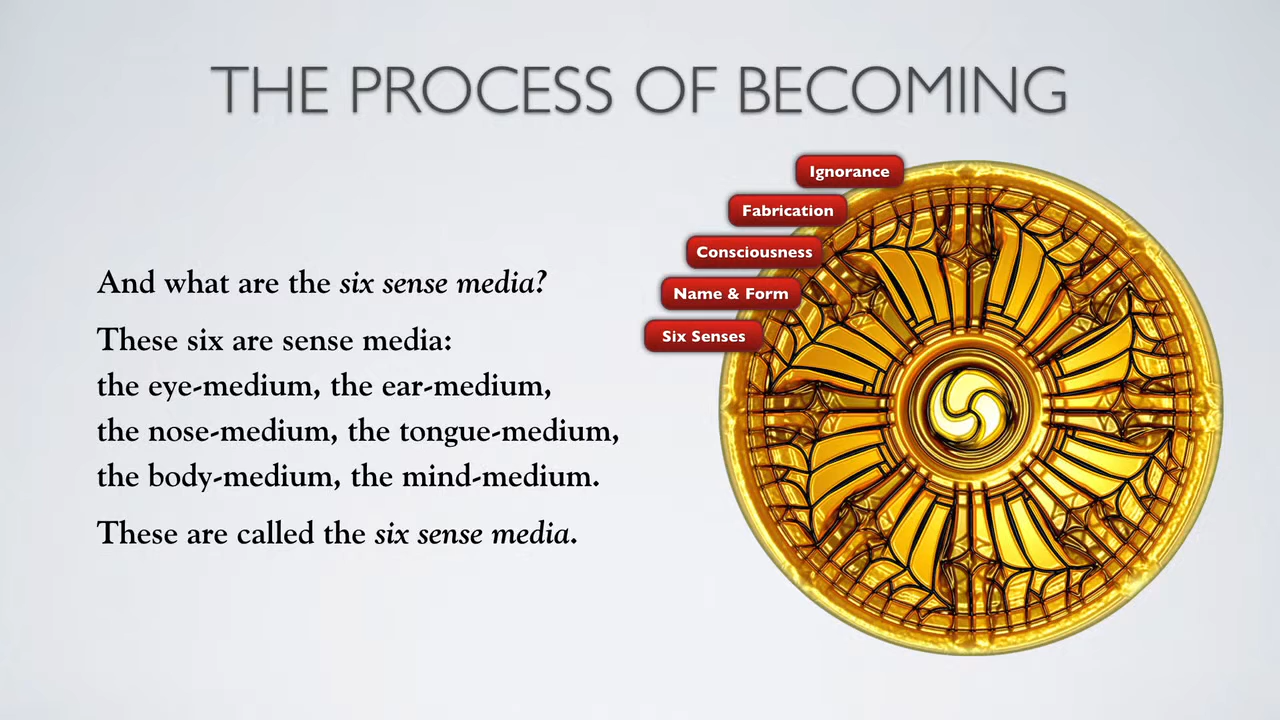 THE PROCESS OF BECOMING
And what are the six sense media?
These six are sense media:
the eye-medium, the ear-medium,
the nose-medium, the tongue-medium,
the body-medium, the mind-medium.
These are called the six sense media.
Ignorance
Fabrication
Consciousness
Name & Form
Six Senses